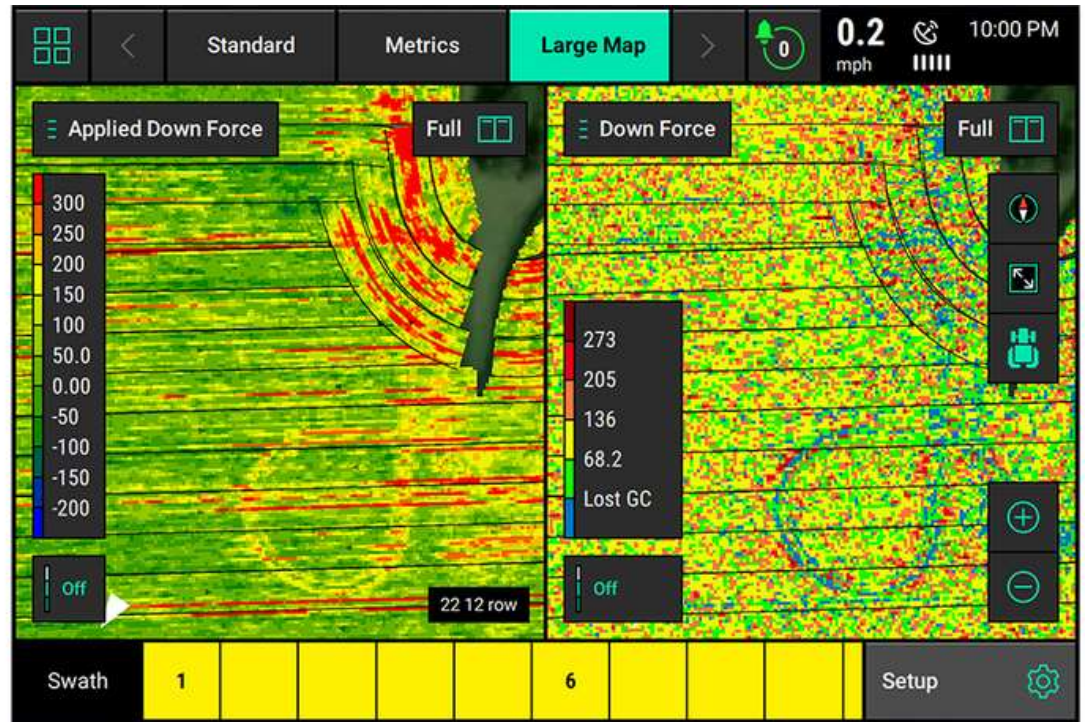 Standard
Metrics
Large Map
0
0.2
mph
10:00 PM
Applied Down Force
Full
300
250
200
150
100
50.0
0.00
-50
-100
-150
-200
Off
22 12 row
Down Force
Full
273
205
136
68.2
Lost GC
Off
Swath
1
6
Setup